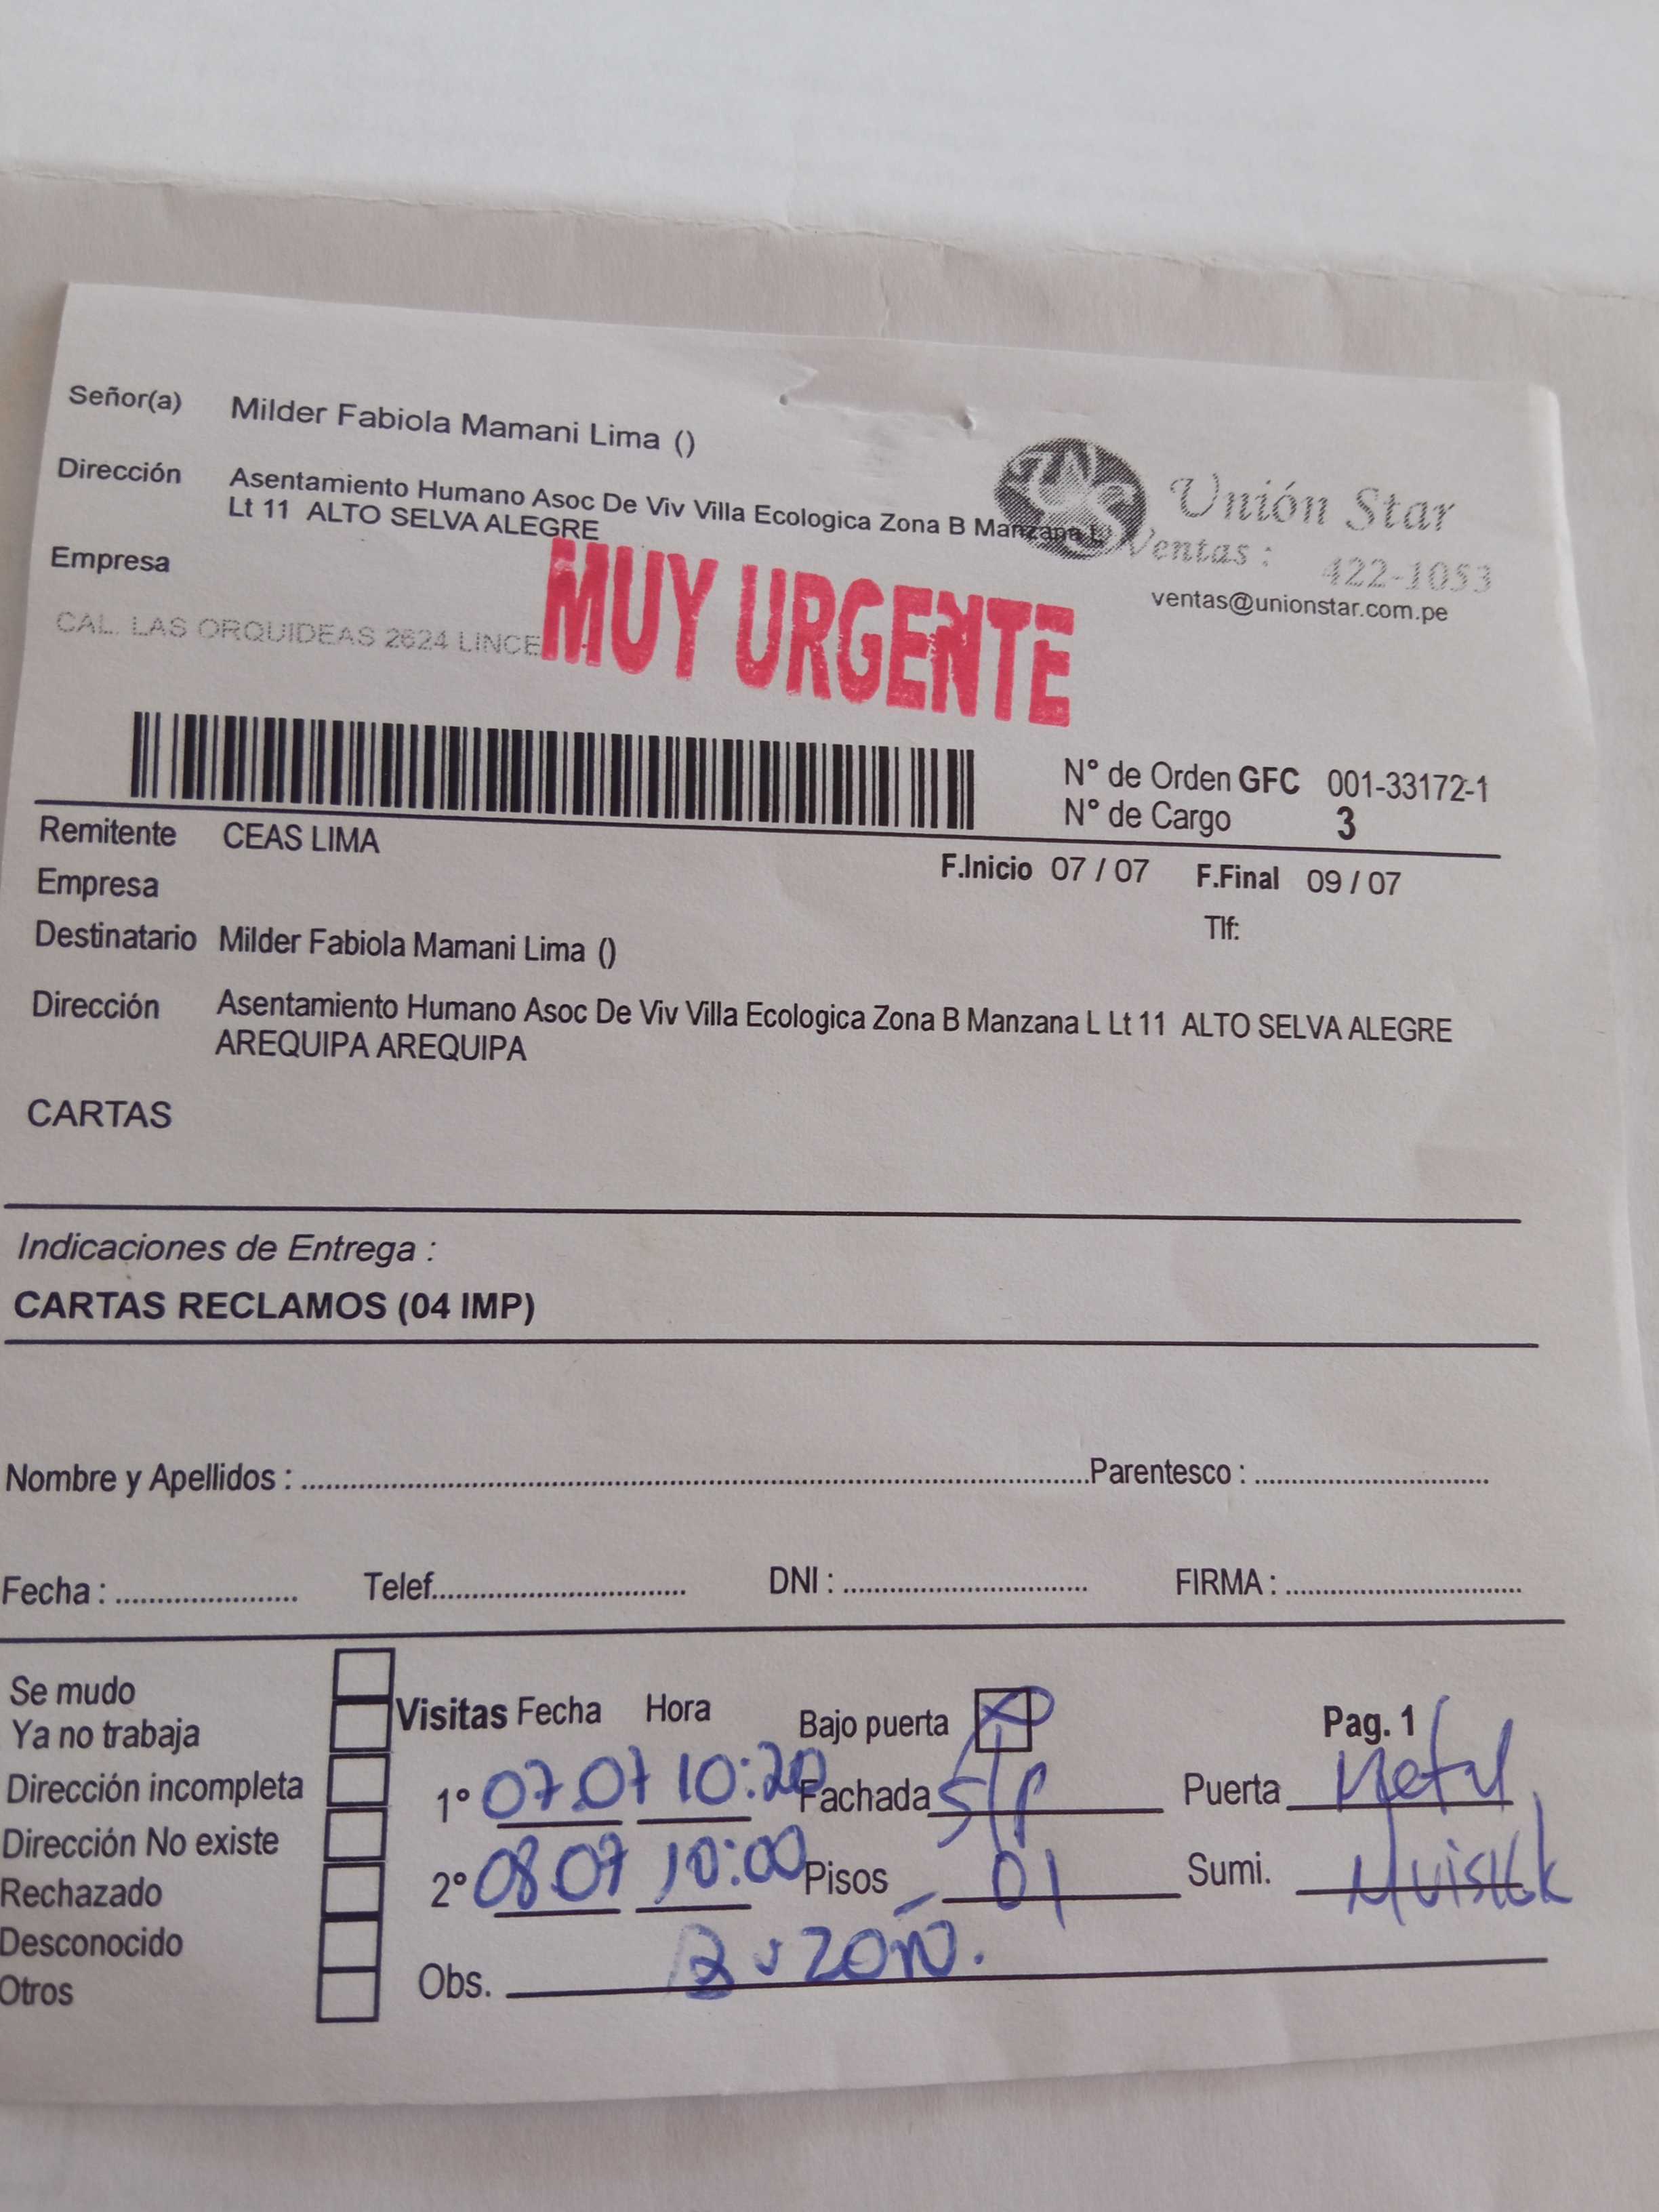 Señor(a) Milder Fabiola Mamani Lima ()
Dirección Asentamiento Humano Asoc De Viv Villa Ecologica Zona B Manzana L
Lt 11 ALTO SELVA ALEGRE
Unión Star
Ventas : 422-1053
ventas@unionstar.com.pe
Empresa
CAL. LAS ORQUIDEAS 2624 LINCE
MUY URGENTE
N° de Orden GFC 001-33172-1
N° de Cargo 3
Remitente CEAS LIMA
F.Inicio 07 / 07 F.Final 09 / 07
Empresa
Tlf:
Destinatario Milder Fabiola Mamani Lima ()
Dirección Asentamiento Humano Asoc De Viv Villa Ecologica Zona B Manzana L Lt 11 ALTO SELVA ALEGRE
AREQUIPA AREQUIPA
CARTAS
Indicaciones de Entrega :
CARTAS RECLAMOS (04 IMP)
Nombre y Apellidos : Parentesco :
Fecha : Telef. DNI : FIRMA :
Se mudo
Ya no trabaja
Dirección incompleta
Dirección No existe
Rechazado
Desconocido
Otros
Visitas Fecha Hora Bajo puerta Pag. 1
1° 07.07 10:20 Fachada S/P Puerta Metal
2° 08.07 10:00 Pisos 01 Sumi.
Obs.